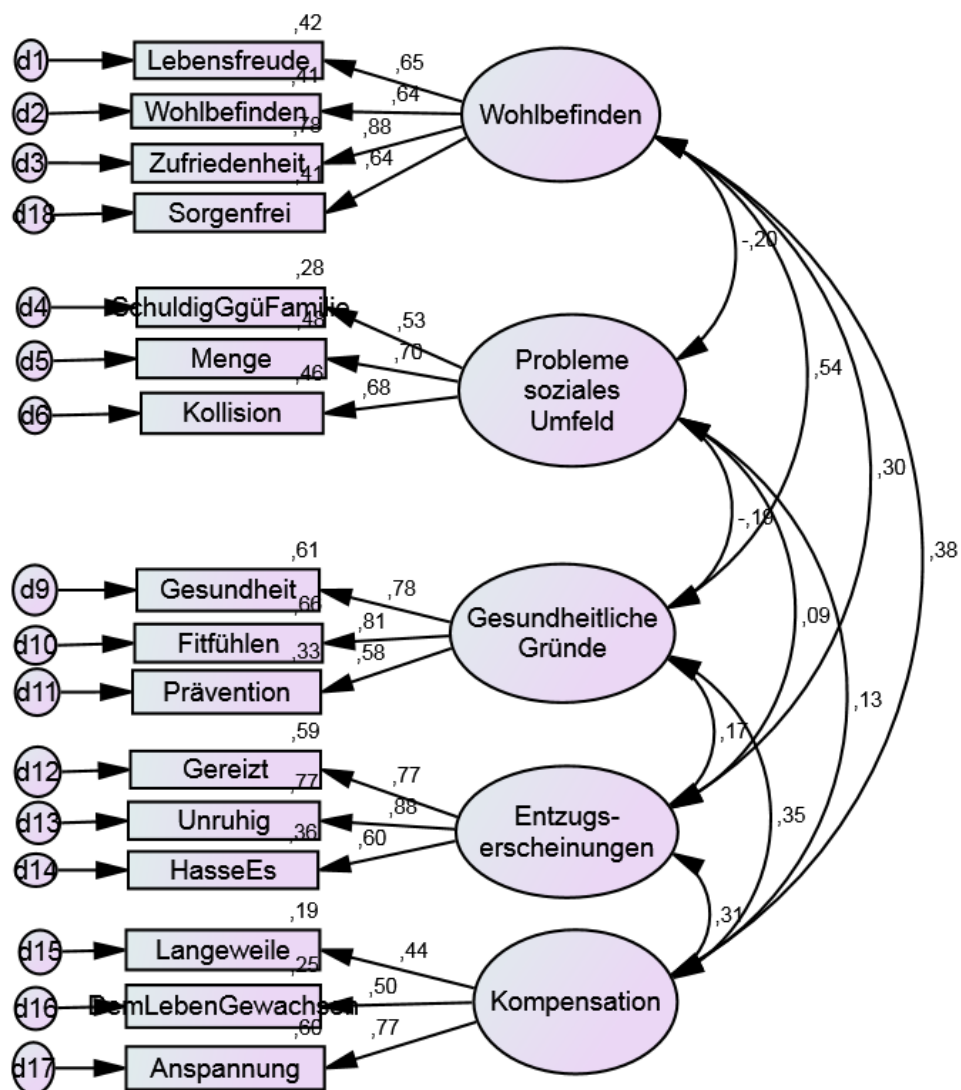 ,42
d1 Lebensfreude ,65
,41
d2 Wohlbefinden ,64
,78
d3 Zufriedenheit ,88
,41
d18 Sorgenfrei ,64
Wohlbefinden
-,20
,28
d4 SchuldigGgüFamilie ,53
,48
d5 Menge ,70
,46
d6 Kollision ,68
Probleme
soziales
Umfeld
,54
,30
-,19
,38
,61
d9 Gesundheit ,78
,66
d10 Fitfühlen ,81
,33
d11 Prävention ,58
Gesundheitliche
Gründe
,09
,13
,17
,59
d12 Gereizt ,77
,77
d13 Unruhig ,88
,36
d14 HasseEs ,60
Entzugs-
erscheinungen
,35
,31
,19
d15 Langeweile ,44
,25
d16 DemLebenGewachsen ,50
,60
d17 Anspannung ,77
Kompensation